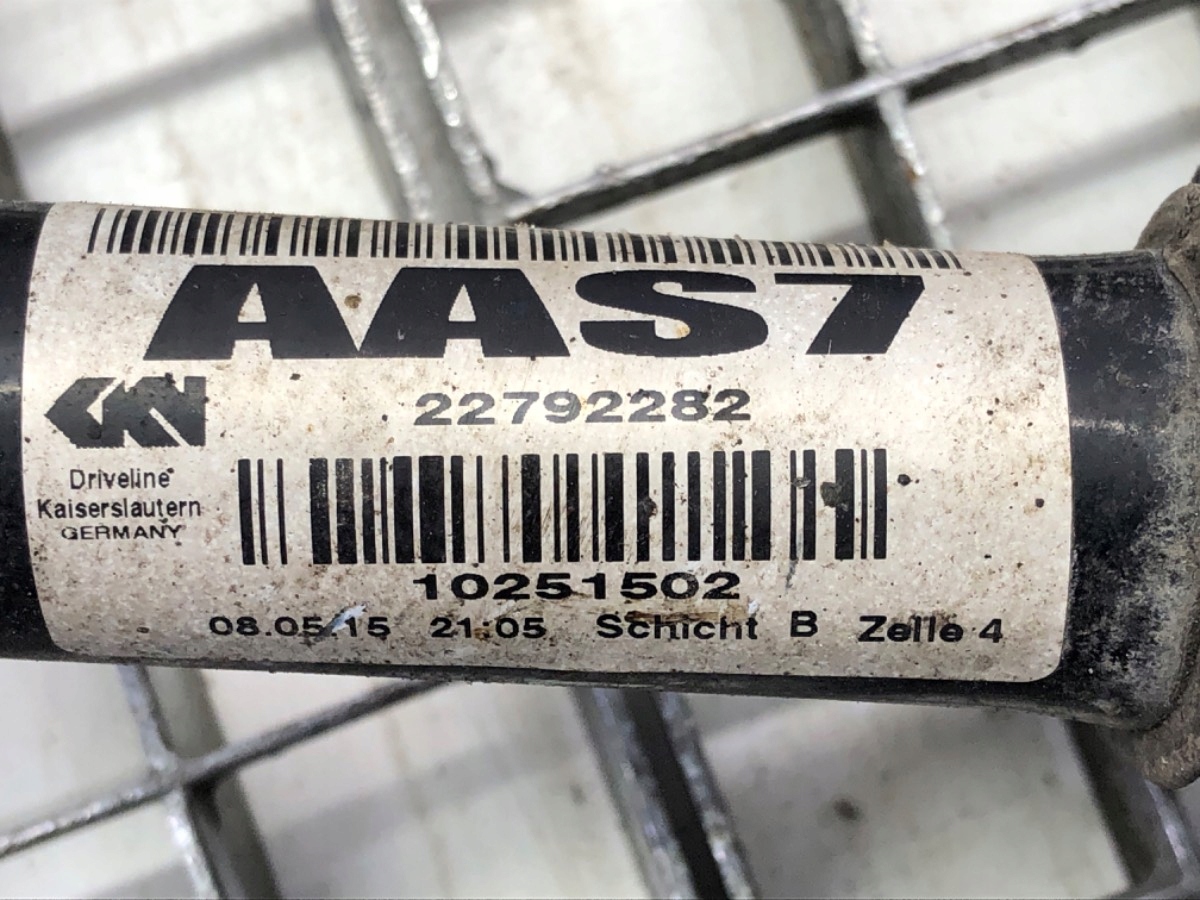 AAS7
GKN
22792282
Driveline
Kaiserslautern
GERMANY
10251502
08.05.15 21:05 Schicht B Zelle 4